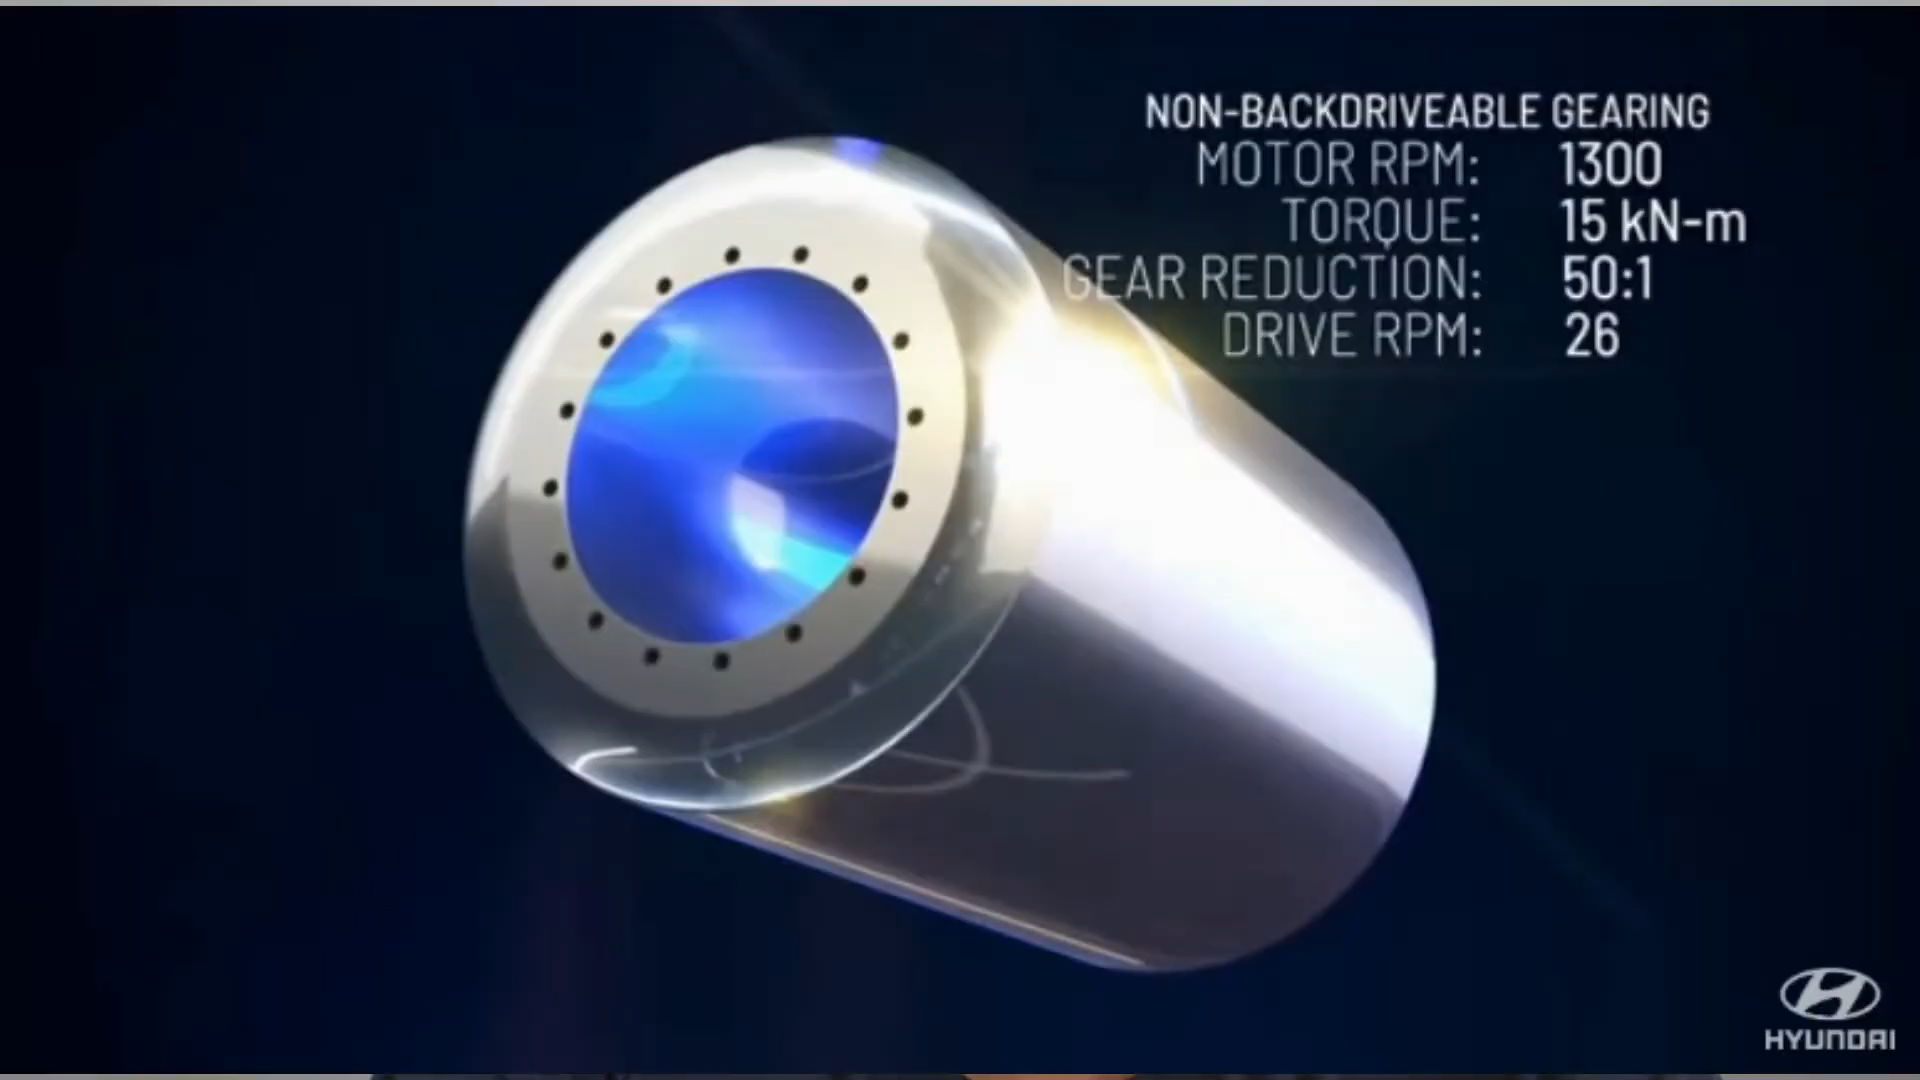 NON-BACKDRIVEABLE GEARING
MOTOR RPM: 1300
TORQUE: 15 kN-m
GEAR REDUCTION: 50:1
DRIVE RPM: 26
HYUNDAI